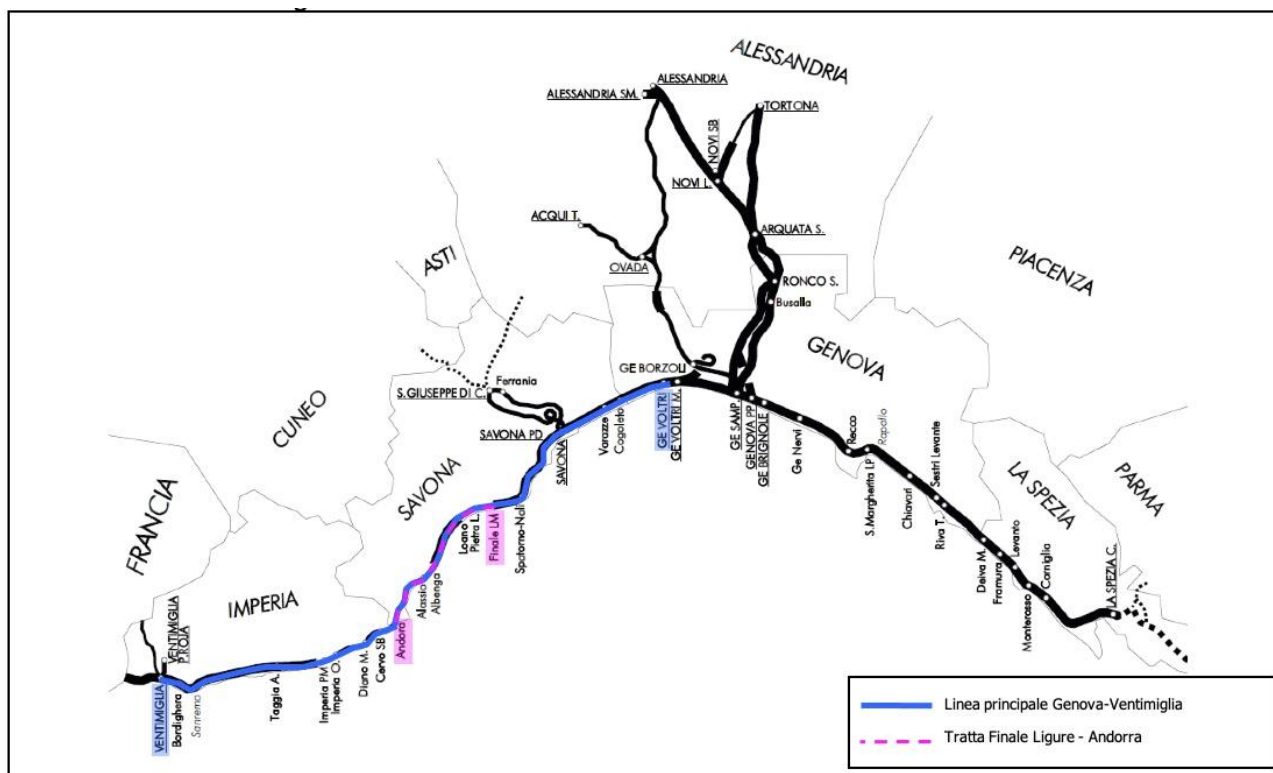 ALESSANDRIA
ALESSANDRIA
ALESSANDRIA SM.
TORTONA
NOVI SB
NOVI L.
ACQUI T.
ARQUATA S.
ASTI
OVADA
PIACENZA
RONCO S.
Busalla
GENOVA
GE BORZOLI
CUNEO
S.GIUSEPPE DI C.
Ferrania
SAVONA PD
SAVONA
Varazze
Cogoleto
GE VOLTRI
GE VOLTRI M.
GE SAMP.
GENOVA PP
GE BRIGNOLE
Ge Nervi
Recco
S.Margherita LP
Rapallo
Chiavari
Sestri Levante
Riva T.
LA SPEZIA
PARMA
Deiva M.
Framura
Levanto
Monterosso
Corniglia
LA SPEZIA C.
SAVONA
FRANCIA
IMPERIA
Loano
Pietra L.
Finale LM
Spotorno-Noli
Alassio
Albenga
Andora
Cervo SB
Diano M.
Imperia O.
Imperia PM
Taggia A.
Sanremo
Bordighera
VENTIMIGLIA
VENTIMIGLIA
P.ROJA
Linea principale Genova-Ventimiglia
Tratta Finale Ligure - Andorra